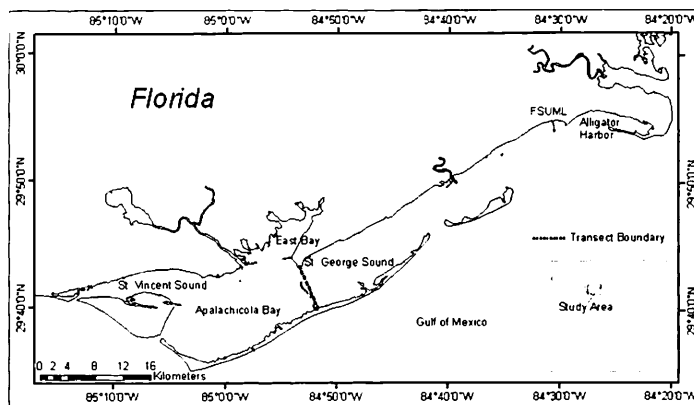 85°10'0"W 85°0'0"W 84°50'0"W 84°40'0"W 84°30'0"W 84°20'0"W
30°0'0"N
30°0'0"N
Florida
FSUML
Alligator
Harbor
29°50'0"N
29°50'0"N
East Bay
Transect Boundary
St George Sound
St Vincent Sound
Study Area
Apalachicola Bay
29°40'0"N
29°40'0"N
Gulf of Mexico
0 2 4 8 12 16
Kilometers
85°10'0"W 85°0'0"W 84°50'0"W 84°40'0"W 84°30'0"W 84°20'0"W